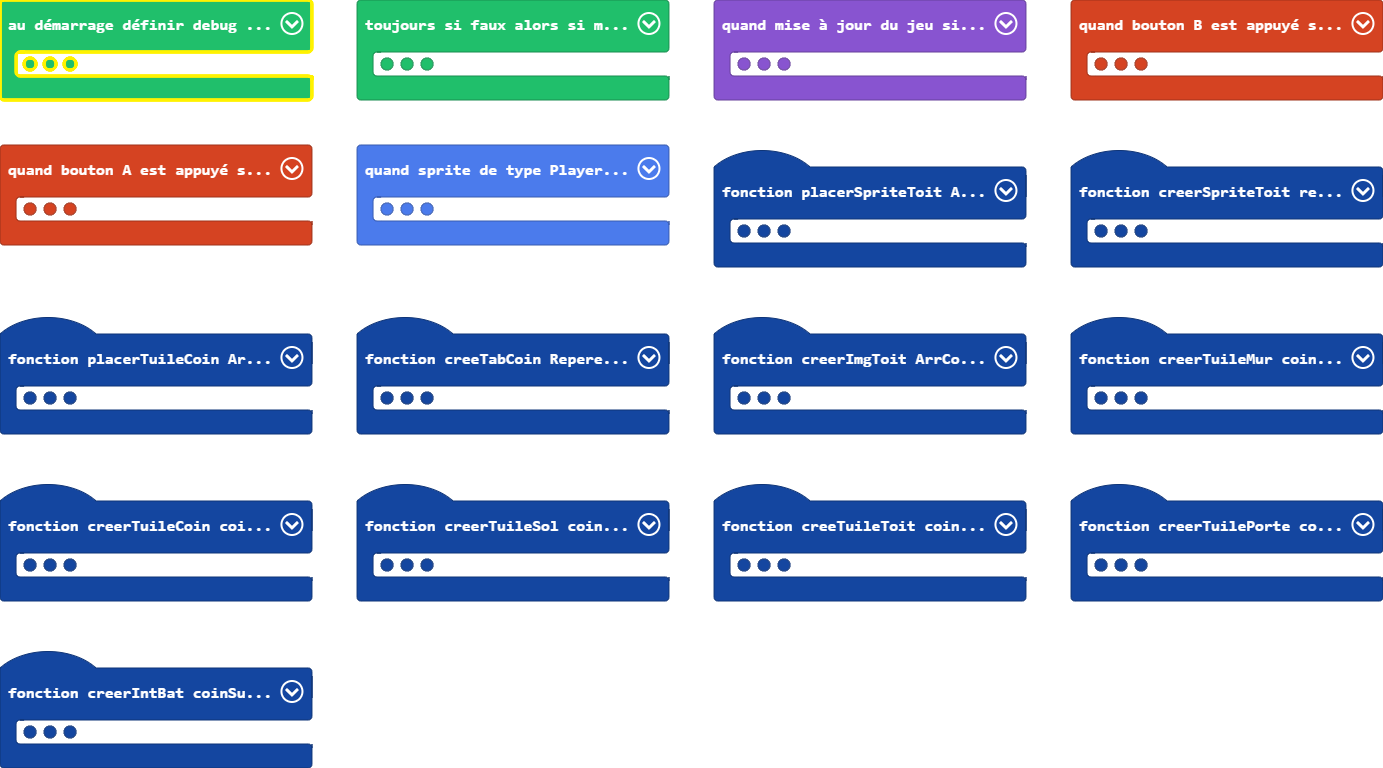 au démarrage définir debug ...
toujours si faux alors si m...
quand mise à jour du jeu si...
quand bouton B est appuyé s...
quand bouton A est appuyé s...
quand sprite de type Player...
fonction placerSpriteToit A...
fonction creerSpriteToit re...
fonction placerTuileCoin Ar...
fonction creeTabCoin Repere...
fonction creerImgToit ArrCo...
fonction creerTuileMur coin...
fonction creerTuileCoin coi...
fonction creerTuileSol coin...
fonction creeTuileToit coin...
fonction creerTuilePorte co...
fonction creerIntBat coinSu...